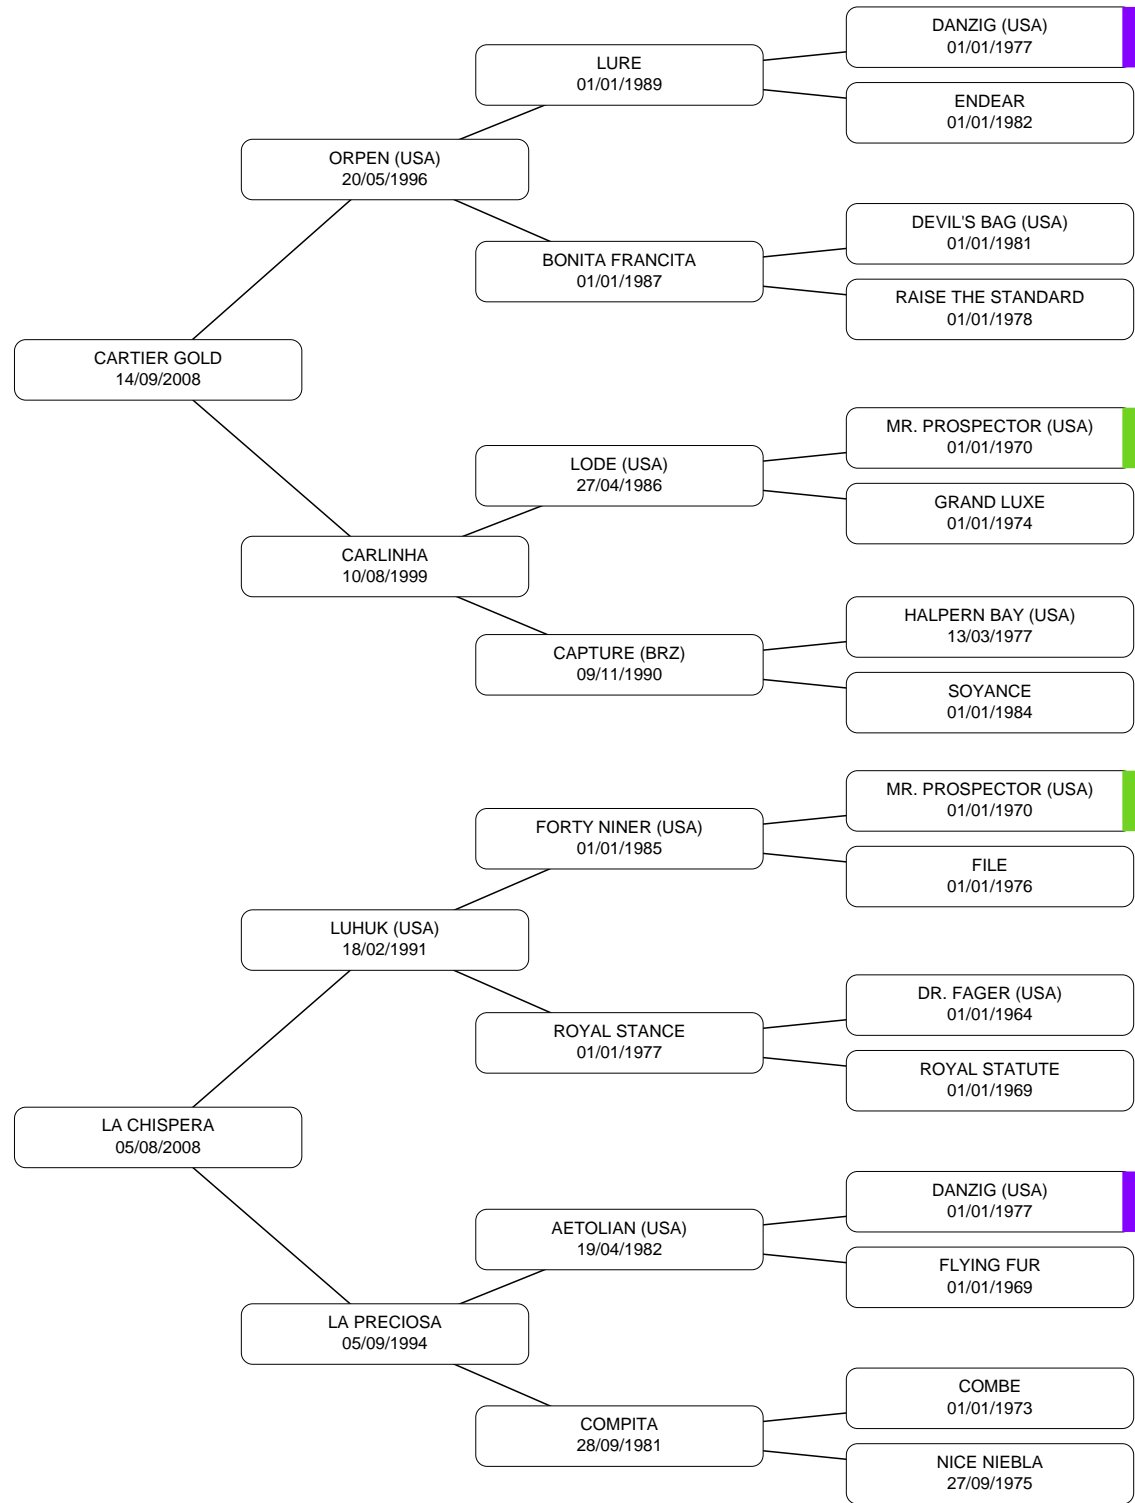 DANZIG (USA)
01/01/1977
LURE
01/01/1989
ENDEAR
01/01/1982
ORPEN (USA)
20/05/1996
DEVIL'S BAG (USA)
01/01/1981
BONITA FRANCITA
01/01/1987
RAISE THE STANDARD
01/01/1978
CARTIER GOLD
14/09/2008
MR. PROSPECTOR (USA)
01/01/1970
LODE (USA)
27/04/1986
GRAND LUXE
01/01/1974
CARLINHA
10/08/1999
HALPERN BAY (USA)
13/03/1977
CAPTURE (BRZ)
09/11/1990
SOYANCE
01/01/1984
MR. PROSPECTOR (USA)
01/01/1970
FORTY NINER (USA)
01/01/1985
FILE
01/01/1976
LUHUK (USA)
18/02/1991
DR. FAGER (USA)
01/01/1964
ROYAL STANCE
01/01/1977
ROYAL STATUTE
01/01/1969
LA CHISPERA
05/08/2008
DANZIG (USA)
01/01/1977
AETOLIAN (USA)
19/04/1982
FLYING FUR
01/01/1969
LA PRECIOSA
05/09/1994
COMBE
01/01/1973
COMPITA
28/09/1981
NICE NIEBLA
27/09/1975